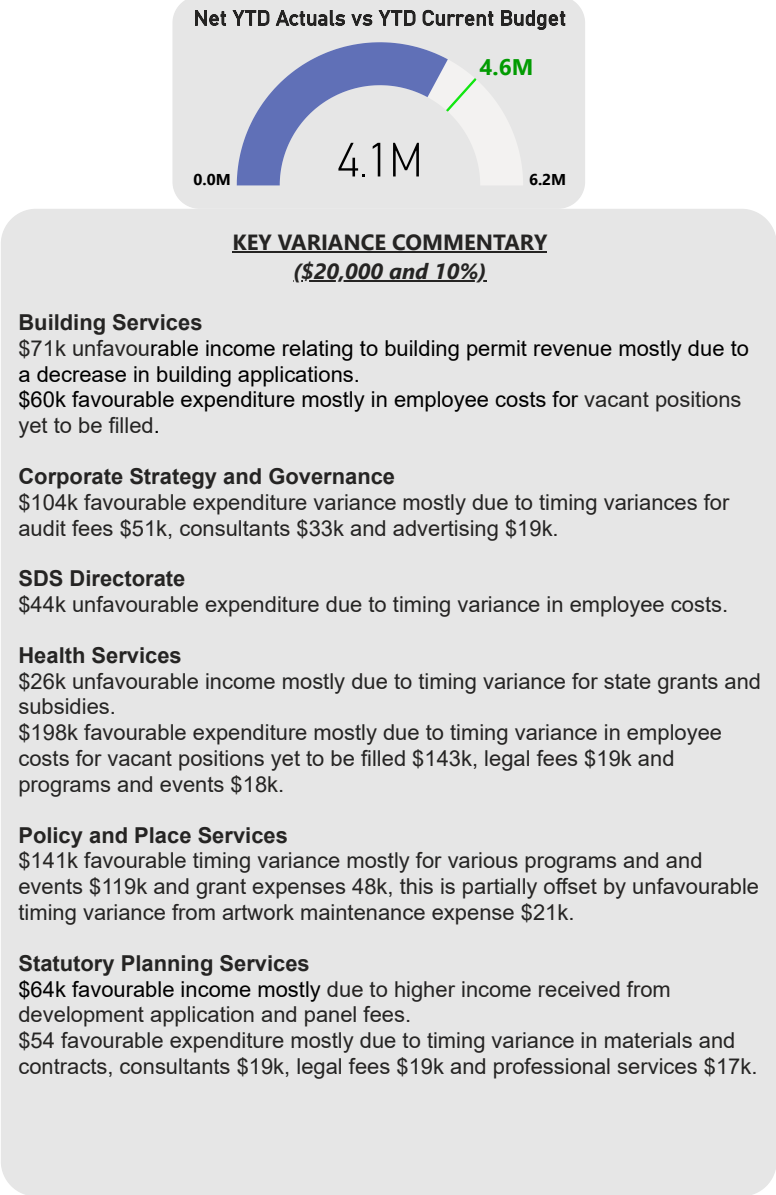 Net YTD Actuals vs YTD Current Budget
4.6M
4.1M
0.0M
6.2M
KEY VARIANCE COMMENTARY
($20,000 and 10%)
Building Services
$71k unfavourable income relating to building permit revenue mostly due to
a decrease in building applications.
$60k favourable expenditure mostly in employee costs for vacant positions
yet to be filled.
Corporate Strategy and Governance
$104k favourable expenditure variance mostly due to timing variances for
audit fees $51k, consultants $33k and advertising $19k.
SDS Directorate
$44k unfavourable expenditure due to timing variance in employee costs.
Health Services
$26k unfavourable income mostly due to timing variance for state grants and
subsidies.
$198k favourable expenditure mostly due to timing variance in employee
costs for vacant positions yet to be filled $143k, legal fees $19k and
programs and events $18k.
Policy and Place Services
$141k favourable timing variance mostly for various programs and and
events $119k and grant expenses 48k, this is partially offset by unfavourable
timing variance from artwork maintenance expense $21k.
Statutory Planning Services
$64k favourable income mostly due to higher income received from
development application and panel fees.
$54 favourable expenditure mostly due to timing variance in materials and
contracts, consultants $19k, legal fees $19k and professional services $17k.